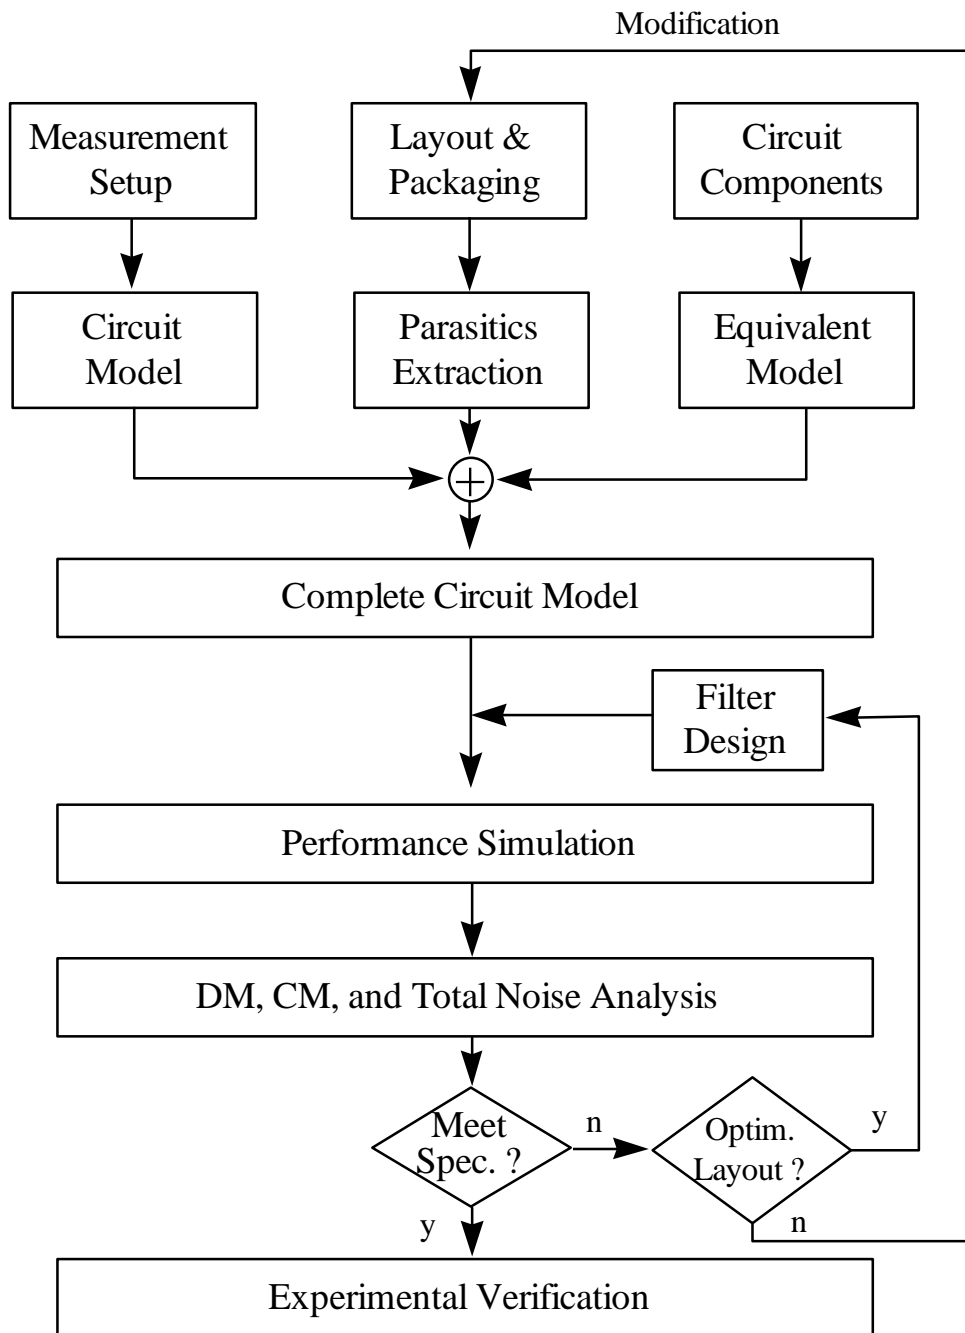 Modification
Measurement
Setup
Layout &
Packaging
Circuit
Components
Circuit
Model
Parasitics
Extraction
Equivalent
Model
Complete Circuit Model
Filter
Design
Performance Simulation
DM, CM, and Total Noise Analysis
Meet
Spec. ?
n
Optim.
Layout ?
y
y
n
Experimental Verification